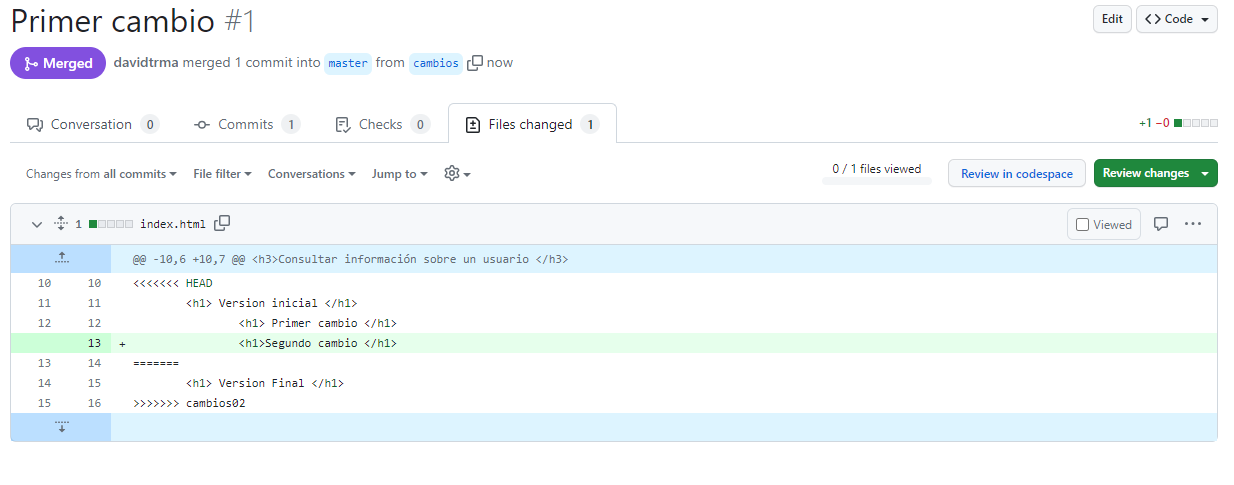 Primer cambio #1
Edit
<> Code
Merged
davidtrma merged 1 commit into master from cambios now
Conversation 0
Commits 1
Checks 0
Files changed 1
+1 −0
Changes from all commits
File filter
Conversations
Jump to
0 / 1 files viewed
Review in codespace
Review changes
1 index.html
Viewed
@@ -10,6 +10,7 @@ <h3>Consultar información sobre un usuario </h3>
10 10 <<<<<<< HEAD
11 11 <h1> Version inicial </h1>
12 12 <h1> Primer cambio </h1>
13 + <h1>Segundo cambio </h1>
13 14 =======
14 15 <h1> Version Final </h1>
15 16 >>>>>>> cambios02